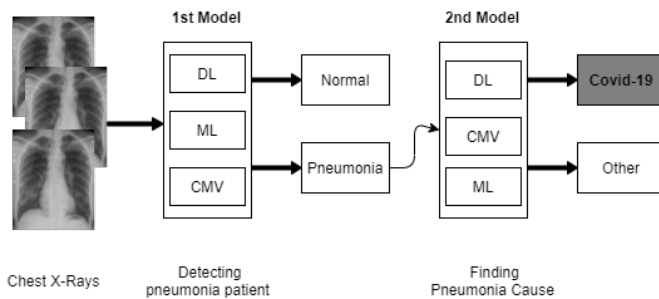 1st Model
2nd Model
DL
Normal
DL
Covid-19
ML
CMV
CMV
Pneumonia
ML
Other
Chest X-Rays
Detecting
pneumonia patient
Finding
Pneumonia Cause